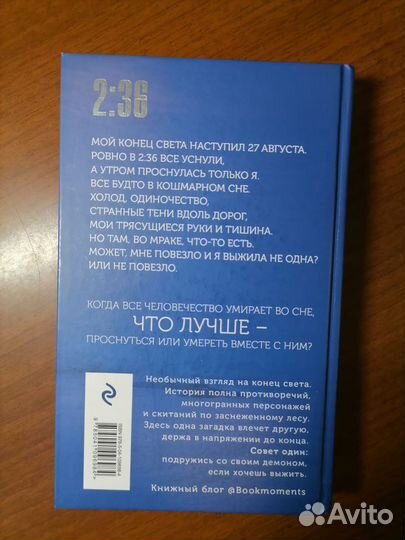 2:36
МОЙ КОНЕЦ СВЕТА НАСТУПИЛ 27 АВГУСТА.
РОВНО В 2:36 ВСЕ УСНУЛИ,
А УТРОМ ПРОСНУЛАСЬ ТОЛЬКО Я.
ВСЕ БУДТО В КОШМАРНОМ СНЕ.
ХОЛОД, ОДИНОЧЕСТВО,
СТРАННЫЕ ТЕНИ ВДОЛЬ ДОРОГ,
МОИ ТРЯСУЩИЕСЯ РУКИ И ТИШИНА.
НО ТАМ, ВО МРАКЕ, ЧТО-ТО ЕСТЬ.
МОЖЕТ, МНЕ ПОВЕЗЛО И Я ВЫЖИЛА НЕ ОДНА?
ИЛИ НЕ ПОВЕЗЛО.
КОГДА ВСЕ ЧЕЛОВЕЧЕСТВО УМИРАЕТ ВО СНЕ,
ЧТО ЛУЧШЕ –
ПРОСНУТЬСЯ ИЛИ УМЕРЕТЬ ВМЕСТЕ С НИМ?
Необычный взгляд на конец света.
История полна противоречий,
многогранных персонажей
и скитаний по заснеженному лесу.
Здесь одна загадка влечет другую,
держа в напряжении до конца.
Совет один:
подружись со своим демоном,
если хочешь выжить.
Книжный блог @Bookmoments
Avito